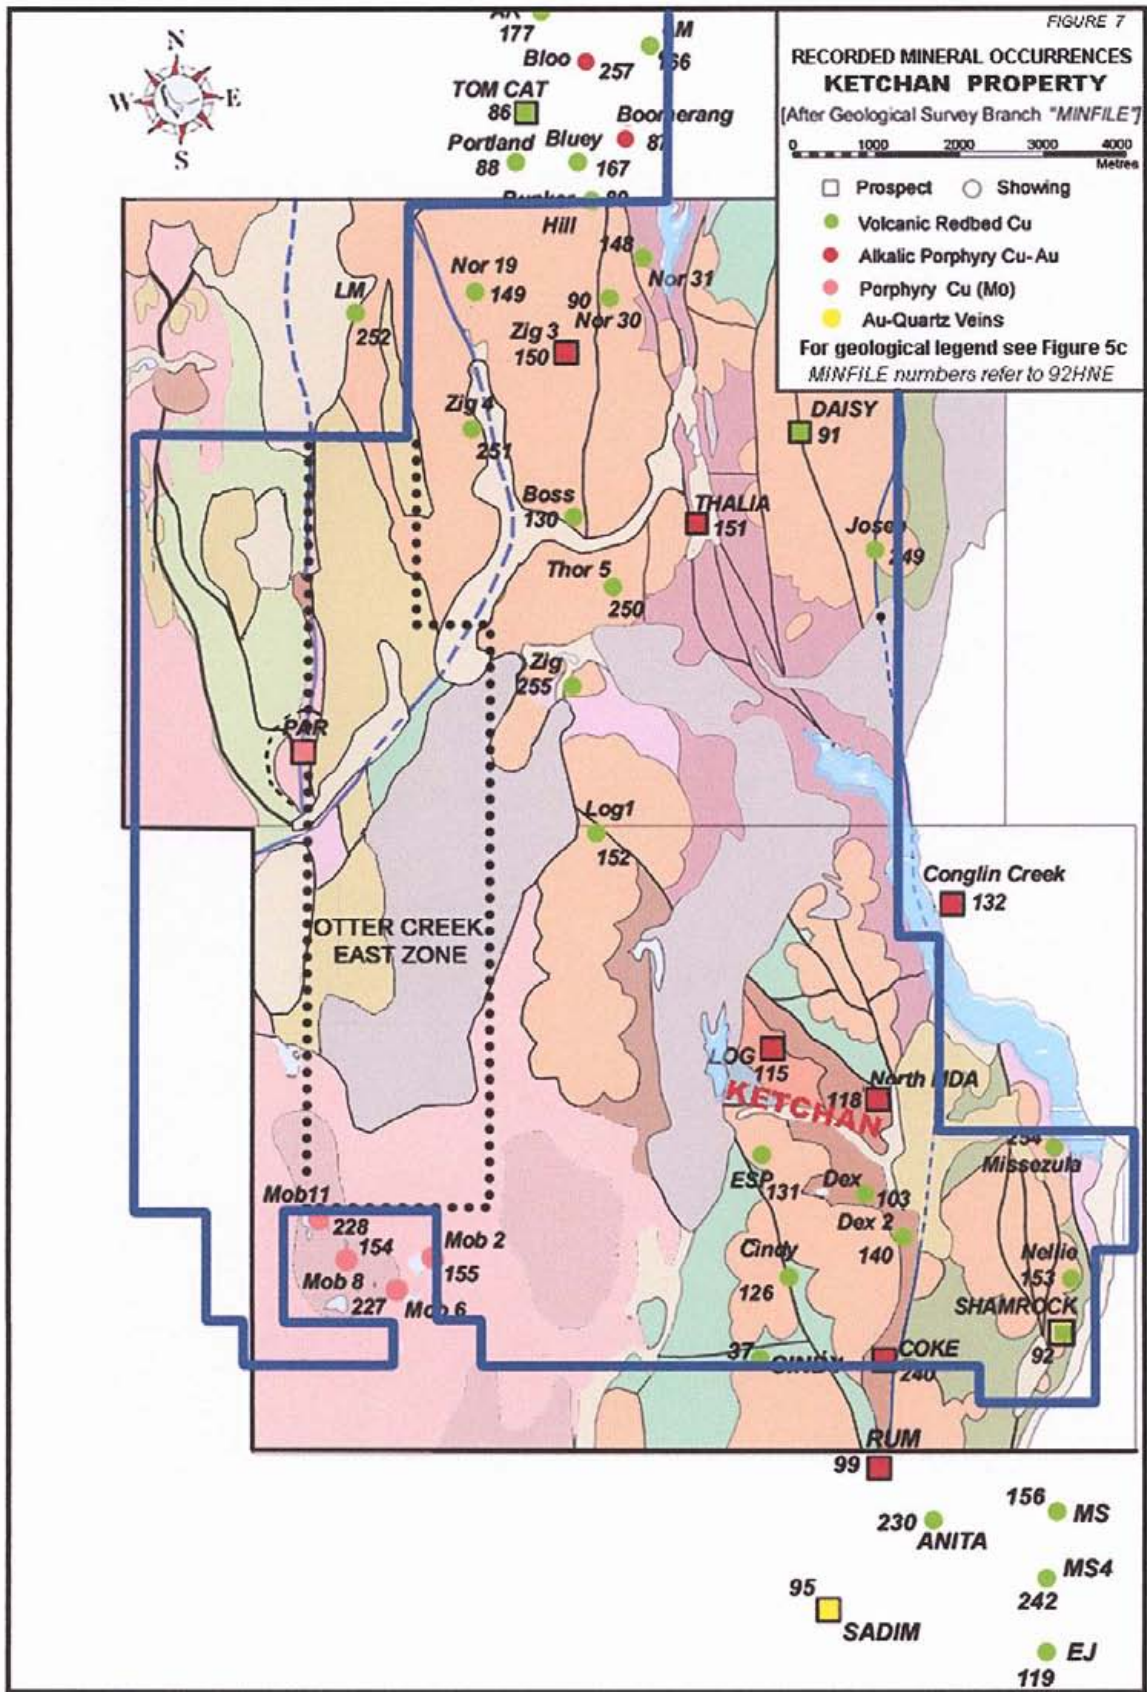 FIGURE 7
RECORDED MINERAL OCCURRENCES
KETCHAN PROPERTY
[After Geological Survey Branch "MINFILE"]
0 1000 2000 3000 4000
Metres
Prospect Showing
Volcanic Redbed Cu
Alkalic Porphyry Cu-Au
Porphyry Cu (Mo)
Au-Quartz Veins
For geological legend see Figure 5c
MINFILE numbers refer to 92HNE
N
W E
S
177
166
Bloo 257
TOM CAT
86
Boomerang
87
Portland
88
Bluey
167
89
Hill
148
Nor 31
Nor 19
149
90
Nor 30
LM
252
Zig 3
150
Zig 4
251
DAISY
91
Boss
130
THALIA
151
249
Thor 5
250
Zig
255
PAR
Log1
152
Conglin Creek
132
OTTER CREEK
EAST ZONE
LOG
115
North MDA
118
KETCHAN
254
Missezula
ESP
131
Dex
103
Dex 2
140
Mob11
228
154
Mob 8
Mob 2
155
227
Mob 6
Cindy
126
Nellie
153
SHAMROCK
92
37
CINDY
COKE
240
RUM
99
156 MS
230
ANITA
MS4
242
95
SADIM
EJ
119